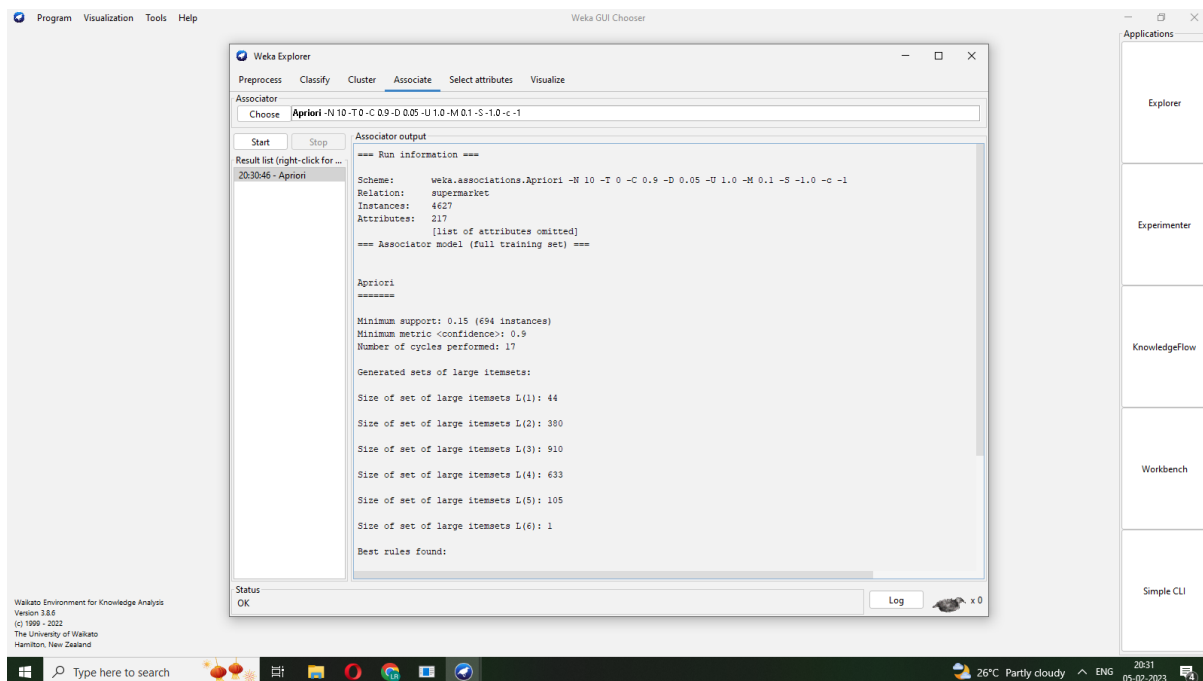 Program Visualization Tools Help
Weka GUI Chooser
Applications
Weka Explorer
Preprocess Classify Cluster Associate Select attributes Visualize
Associator
Choose Apriori -N 10 -T 0 -C 0.9 -D 0.05 -U 1.0 -M 0.1 -S -1.0 -c -1
Start Stop
Result list (right-click for ...
20:30:46 - Apriori
Associator output
=== Run information ===
Scheme: weka.associations.Apriori -N 10 -T 0 -C 0.9 -D 0.05 -U 1.0 -M 0.1 -S -1.0 -c -1
Relation: supermarket
Instances: 4627
Attributes: 217
[list of attributes omitted]
=== Associator model (full training set) ===
Apriori
=======
Minimum support: 0.15 (694 instances)
Minimum metric <confidence>: 0.9
Number of cycles performed: 17
Generated sets of large itemsets:
Size of set of large itemsets L(1): 44
Size of set of large itemsets L(2): 380
Size of set of large itemsets L(3): 910
Size of set of large itemsets L(4): 633
Size of set of large itemsets L(5): 105
Size of set of large itemsets L(6): 1
Best rules found:
Status
OK
Log
x 0
Explorer
Experimenter
KnowledgeFlow
Workbench
Simple CLI
Waikato Environment for Knowledge Analysis
Version 3.8.6
(c) 1999 - 2022
The University of Waikato
Hamilton, New Zealand
Type here to search
LR
26°C Partly cloudy ENG
20:31
05-02-2023
4